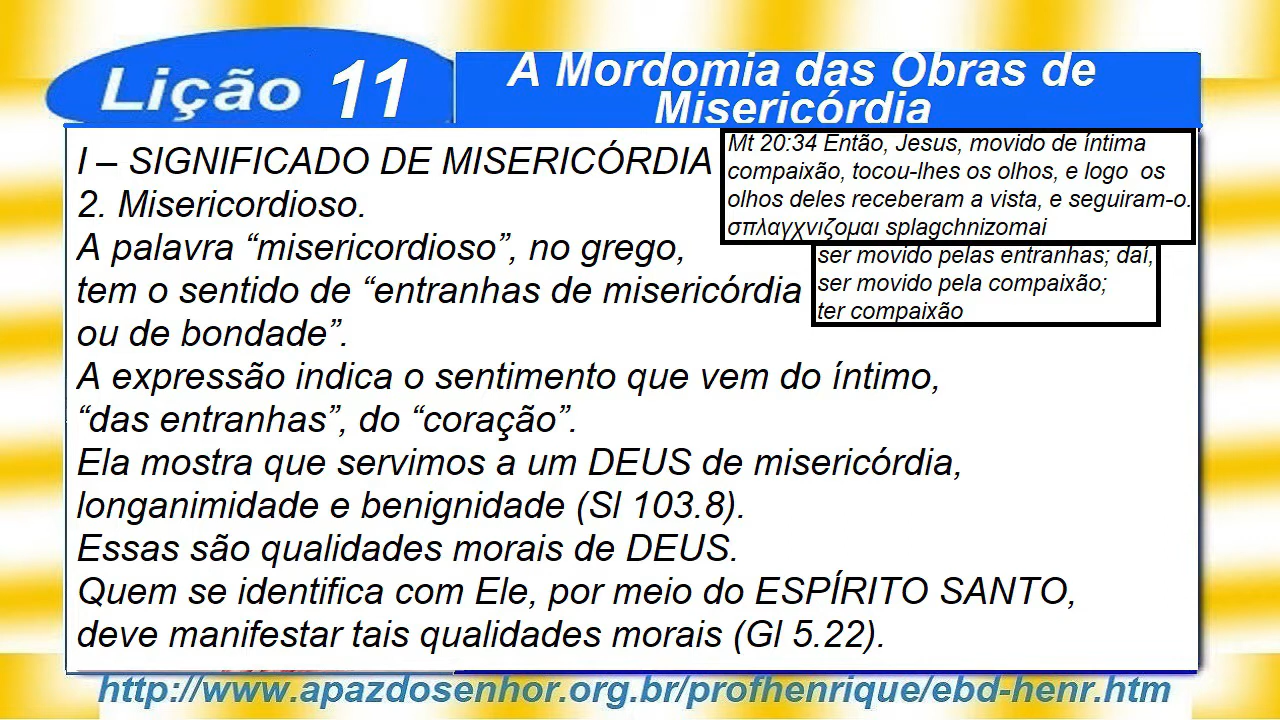 Lição 11
A Mordomia das Obras de
Misericórdia
I – SIGNIFICADO DE MISERICÓRDIA
2. Misericordioso.
A palavra “misericordioso”, no grego,
tem o sentido de “entranhas de misericórdia
ou de bondade”.
A expressão indica o sentimento que vem do íntimo,
“das entranhas”, do “coração”.
Ela mostra que servimos a um DEUS de misericórdia,
longanimidade e benignidade (Sl 103.8).
Essas são qualidades morais de DEUS.
Quem se identifica com Ele, por meio do ESPÍRITO SANTO,
deve manifestar tais qualidades morais (Gl 5.22).
Mt 20:34 Então, Jesus, movido de íntima
compaixão, tocou-lhes os olhos, e logo os
olhos deles receberam a vista, e seguiram-o.
σπλαγχνιζομαι splagchnizomai
ser movido pelas entranhas; daí,
ser movido pela compaixão;
ter compaixão
http://www.apazdosenhor.org.br/profhenrique/ebd-henr.htm